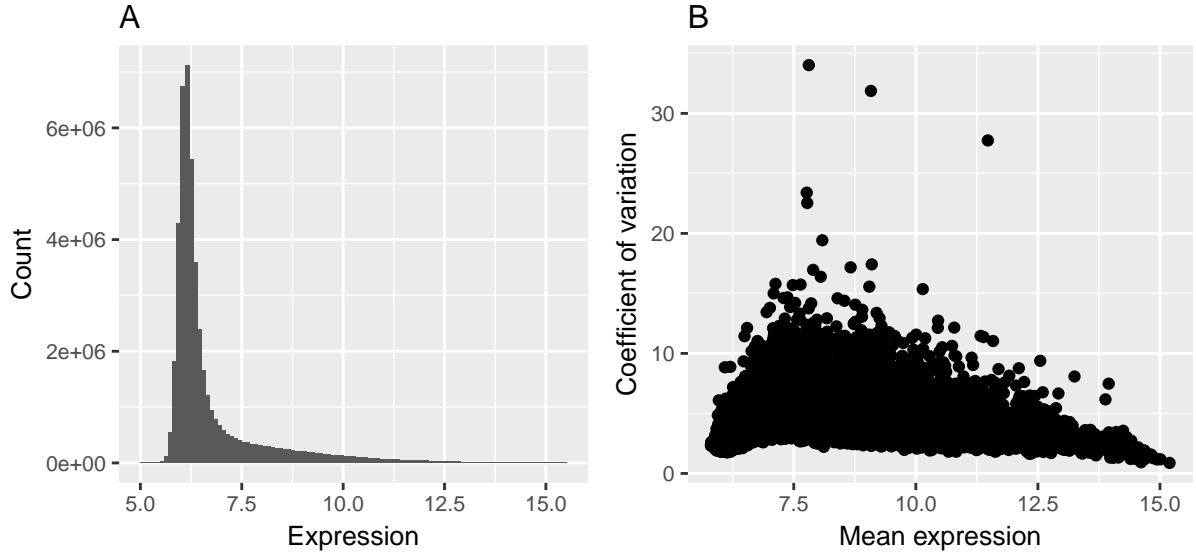 A
Count
6e+06
4e+06
2e+06
0e+00
5.0 7.5 10.0 12.5 15.0
Expression
B
Coefficient of variation
30
20
10
0
7.5 10.0 12.5 15.0
Mean expression